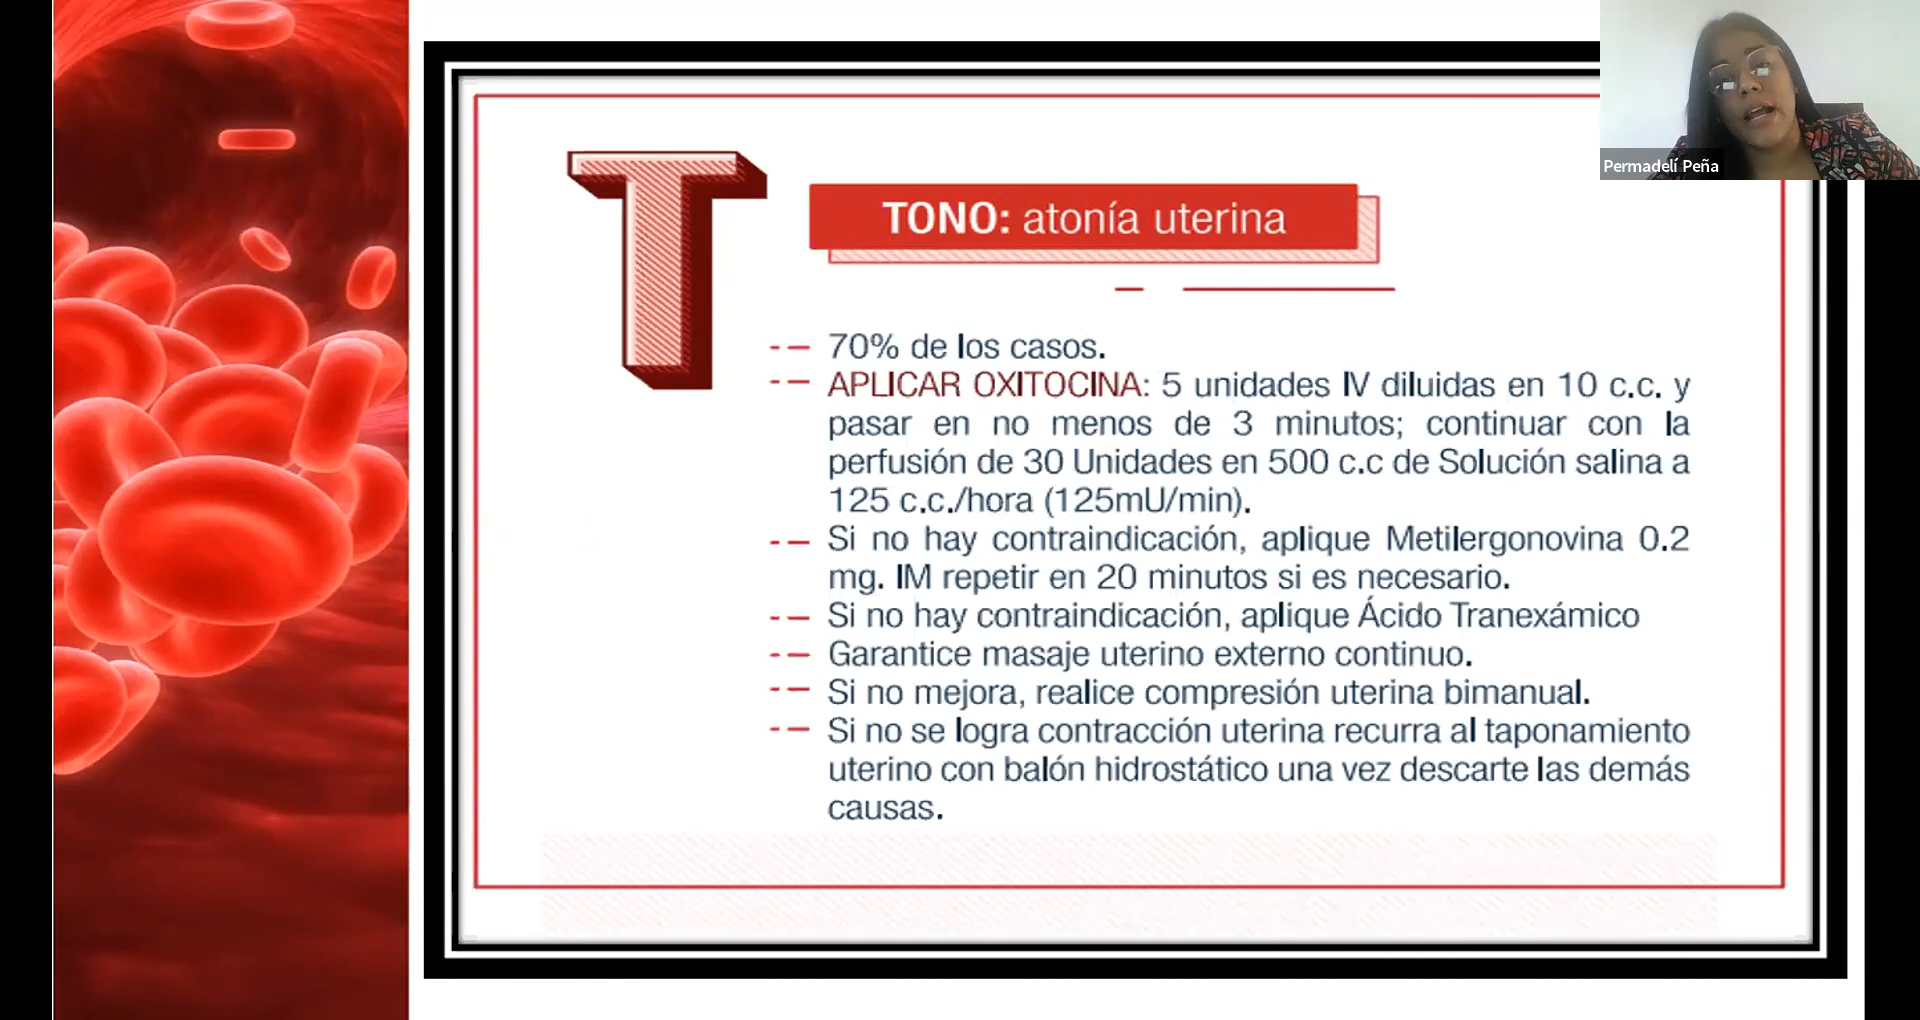 Permadelí Peña
T
TONO: atonía uterina
70% de los casos.
APLICAR OXITOCINA: 5 unidades IV diluidas en 10 c.c. y
pasar en no menos de 3 minutos; continuar con la
perfusión de 30 Unidades en 500 c.c de Solución salina a
125 c.c./hora (125mU/min).
Si no hay contraindicación, aplique Metilergonovina 0.2
mg. IM repetir en 20 minutos si es necesario.
Si no hay contraindicación, aplique Ácido Tranexámico
Garantice masaje uterino externo continuo.
Si no mejora, realice compresión uterina bimanual.
Si no se logra contracción uterina recurra al taponamiento
uterino con balón hidrostático una vez descarte las demás
causas.